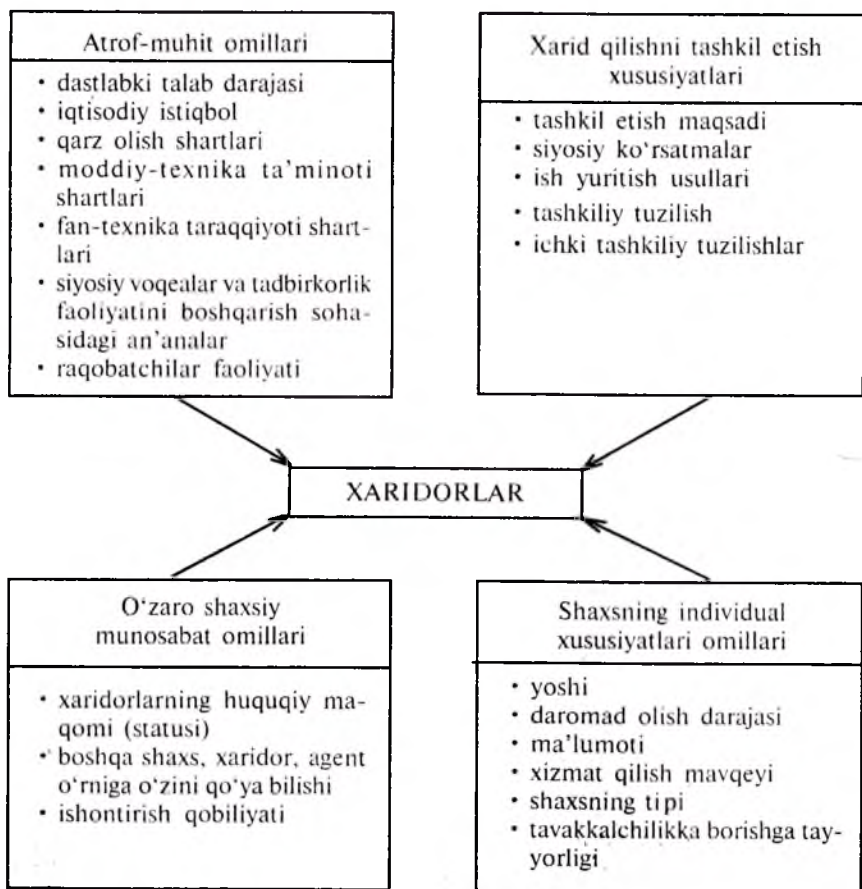 Atrof-muhit omillari
• dastlabki talab darajasi
• iqtisodiy istiqbol
• qarz olish shartlari
• moddiy-texnika ta’minoti
shartlari
• fan-texnika taraqqiyoti shart-
lari
• siyosiy voqealar va tadbirkorlik
faoliyatini boshqarish soha-
sidagi an’analar
• raqobatchilar faoliyati
Xarid qilishni tashkil etish
xususiyatlari
• tashkil etish maqsadi
• siyosiy ko‘rsatmalar
• ish yuritish usullari
• tashkiliy tuzilish
• ichki tashkiliy tuzilishlar
XARIDORLAR
O‘zaro shaxsiy
munosabat omillari
• xaridorlarning huquqiy ma-
qomi (statusi)
• boshqa shaxs, xaridor, agent
o‘rniga o‘zini qo‘ya bilishi
• ishontirish qobiliyati
Shaxsning individual
xususiyatlari omillari
• yoshi
• daromad olish darajasi
• ma’lumoti
• xizmat qilish mavqeyi
• shaxsning tipi
• tavakkalchilikka borishga tay-
yorligi